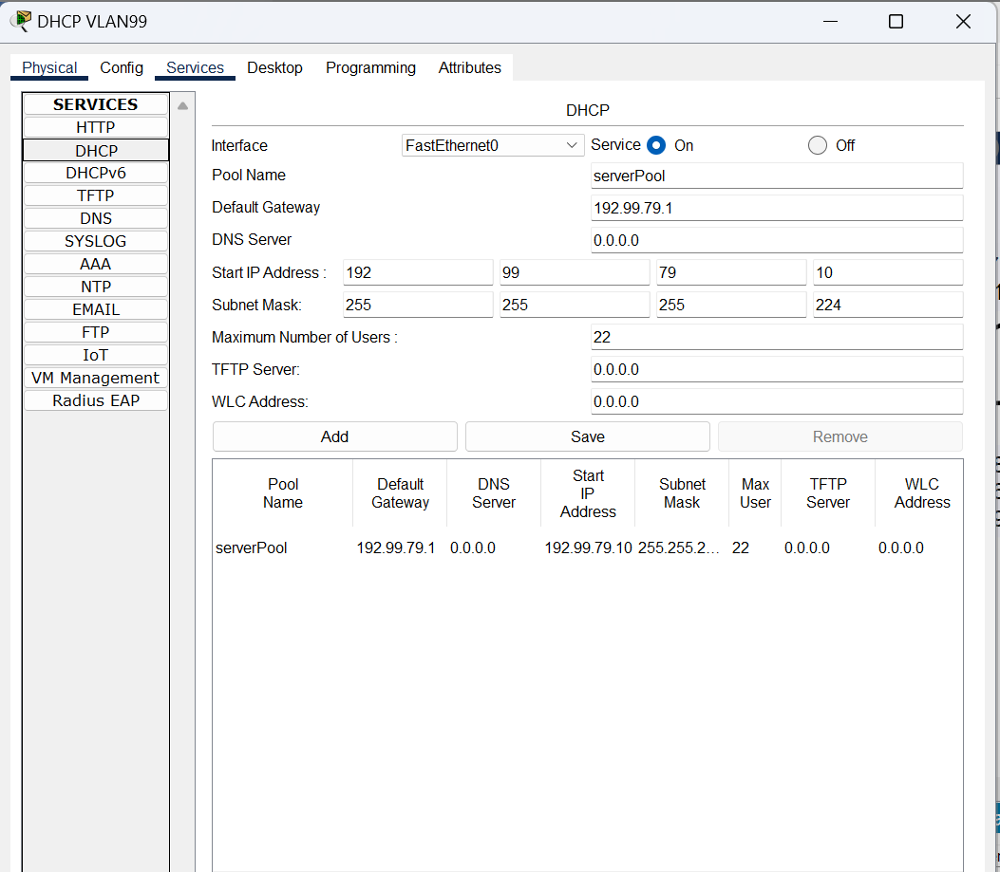 DHCP VLAN99
Physical Config Services Desktop Programming Attributes
SERVICES
HTTP
DHCP
DHCPv6
TFTP
DNS
SYSLOG
AAA
NTP
EMAIL
FTP
IoT
VM Management
Radius EAP
DHCP
Interface FastEthernet0 Service On Off
Pool Name serverPool
Default Gateway 192.99.79.1
DNS Server 0.0.0.0
Start IP Address : 192 99 79 10
Subnet Mask: 255 255 255 224
Maximum Number of Users : 22
TFTP Server: 0.0.0.0
WLC Address: 0.0.0.0
Add Save Remove
Pool Name Default Gateway DNS Server Start IP Address Subnet Mask Max User TFTP Server WLC Address
serverPool 192.99.79.1 0.0.0.0 192.99.79.10 255.255.2... 22 0.0.0.0 0.0.0.0